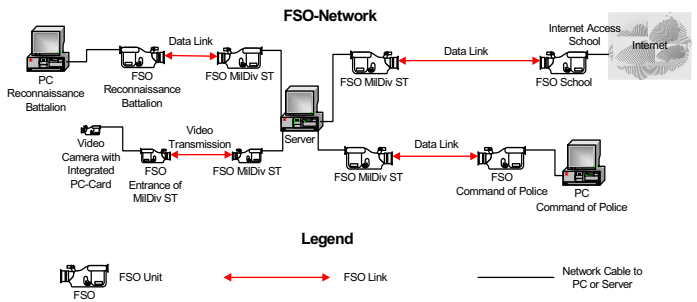 FSO-Network
Data Link
PC
Reconnaissance
Battalion
FSO
Reconnaissance
Battalion
FSO MilDiv ST
Server
FSO MilDiv ST
Data Link
FSO School
Internet Access
School
Internet
Video
Camera with
Integrated
PC-Card
FSO
Entrance of
MilDiv ST
Video
Transmission
FSO MilDiv ST
FSO MilDiv ST
Data Link
FSO
Command of Police
PC
Command of Police
Legend
FSO
FSO Unit
FSO Link
Network Cable to
PC or Server